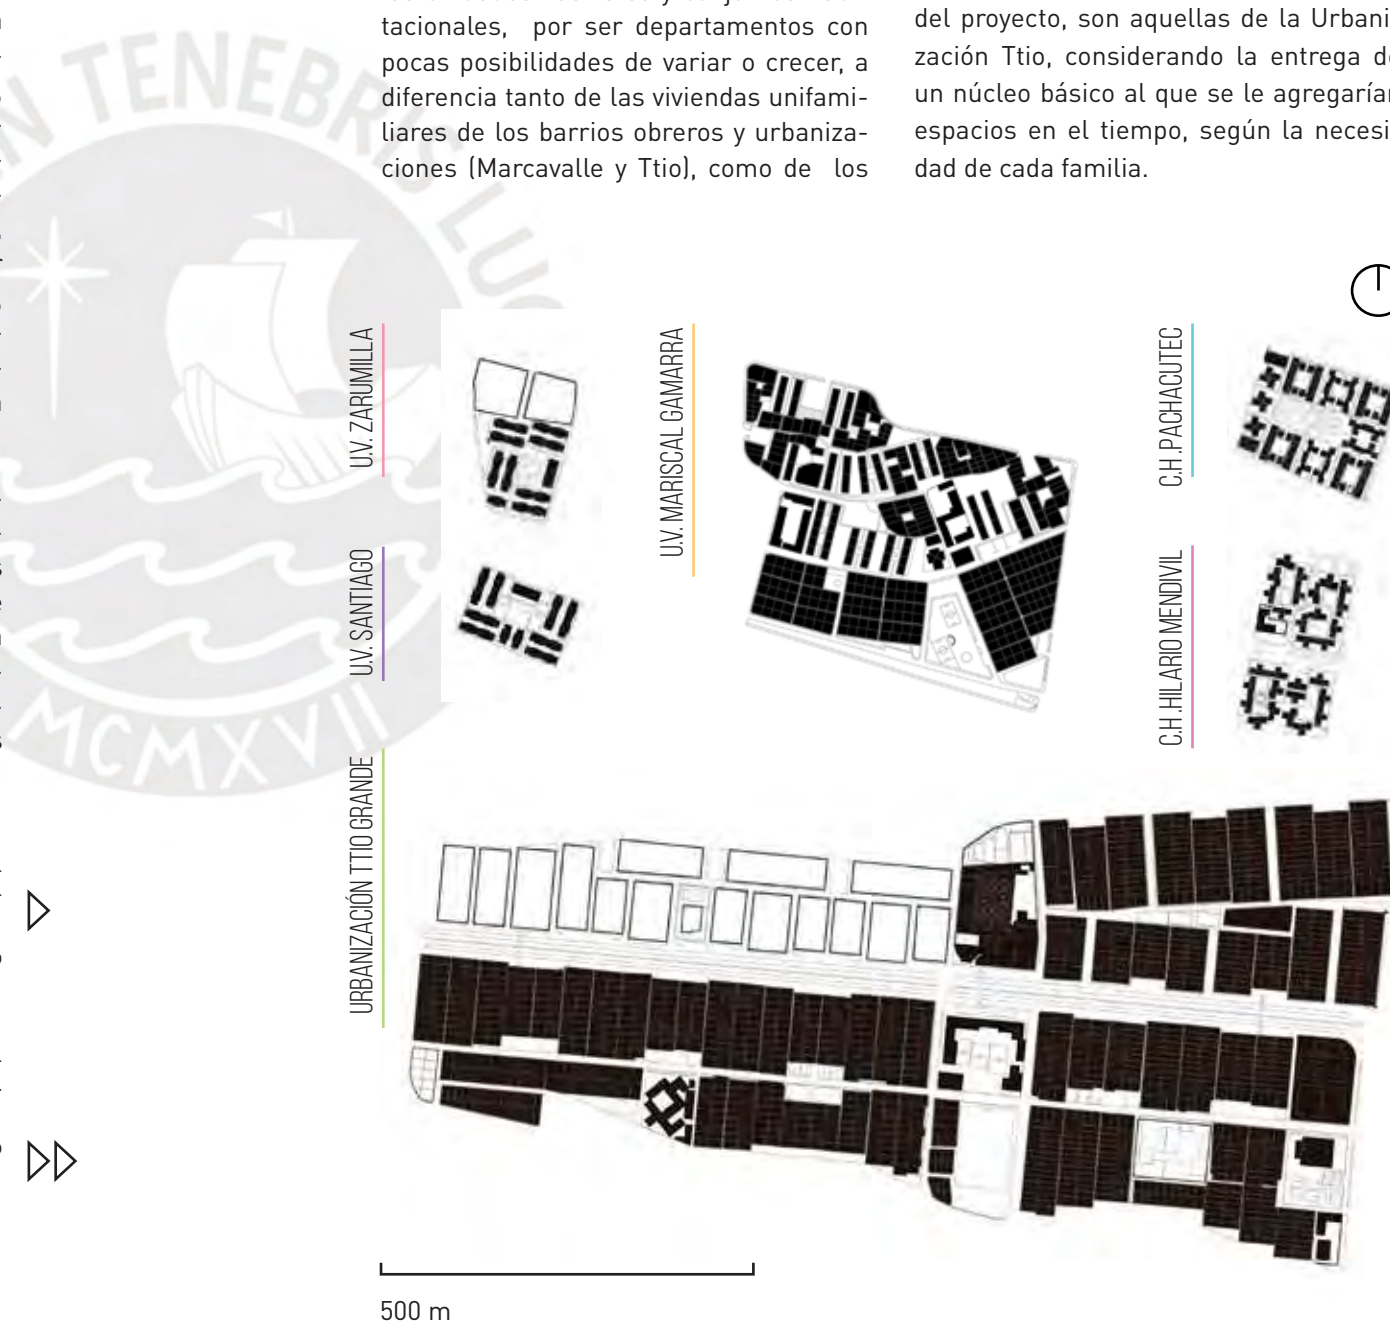 tacionales, por ser departamentos con
pocas posibilidades de variar o crecer, a
diferencia tanto de las viviendas unifami-
liares de los barrios obreros y urbaniza-
ciones (Marcavalle y Ttio), como de los
del proyecto, son aquellas de la Urbani-
zación Ttio, considerando la entrega de
un núcleo básico al que se le agregarían
espacios en el tiempo, según la necesi-
dad de cada familia.
U.V. ZARUMILLA
U.V. MARISCAL GAMARRA
C.H.PACHACUTEC
U.V. SANTIAGO
C.H.HILARIO MENDIVIL
URBANIZACIÓN TTIO GRANDE
500 m
TENEBRIS
MCMXVII